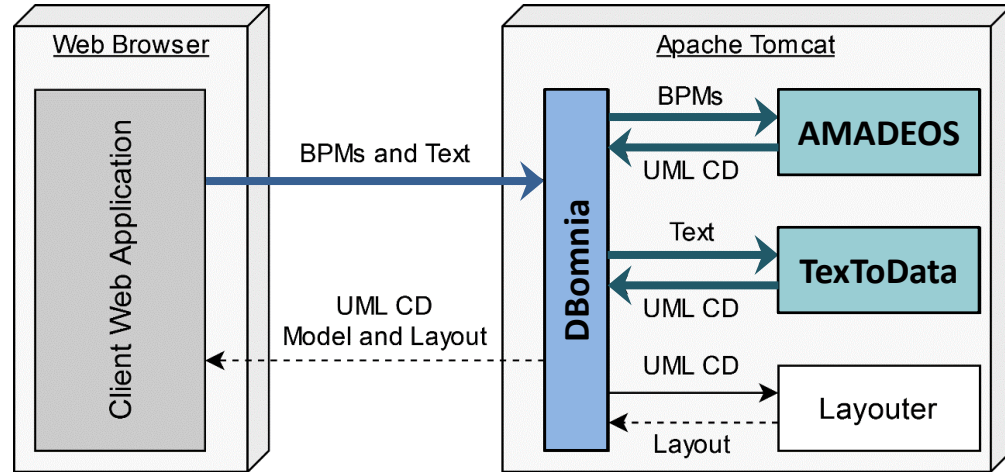 Web Browser
Client Web Application
BPMs and Text
UML CD
Model and Layout
Apache Tomcat
DBomnia
BPMs
AMADEOS
UML CD
Text
TexToData
UML CD
UML CD
Layouter
Layout